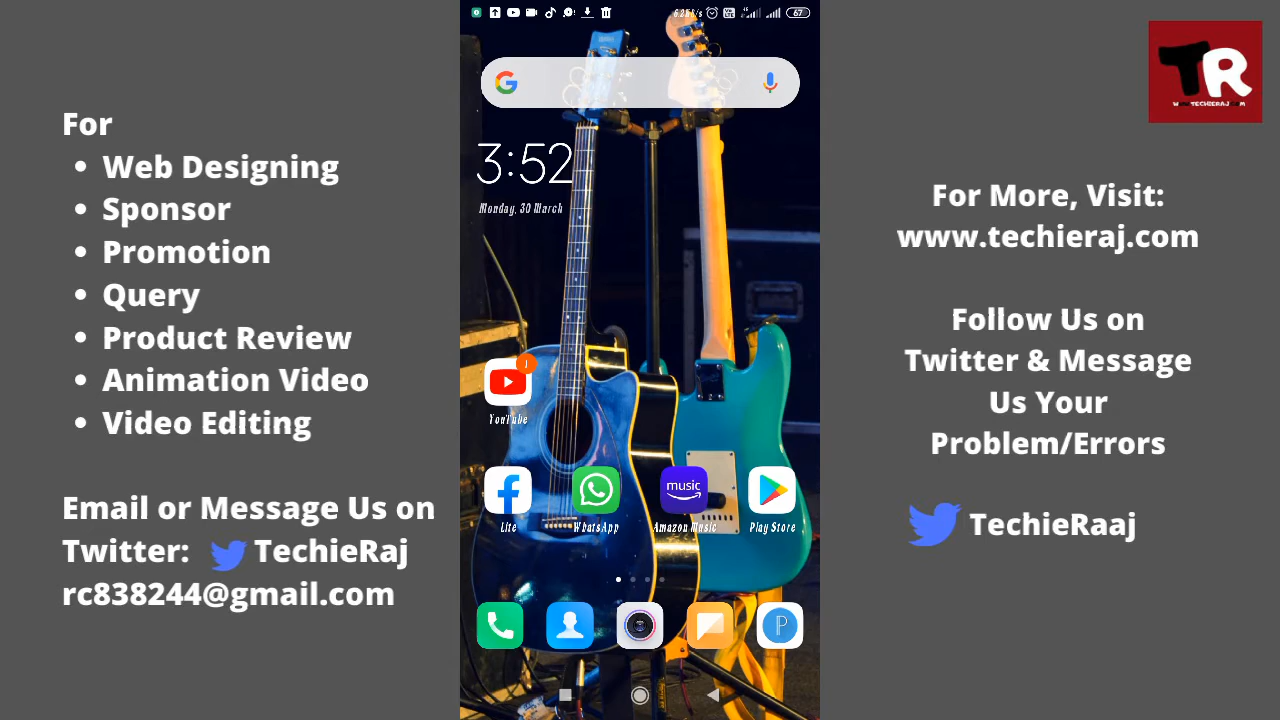 For
• Web Designing
• Sponsor
• Promotion
• Query
• Product Review
• Animation Video
• Video Editing
Email or Message Us on
Twitter: TechieRaj
rc838244@gmail.com
67
3:52
Monday, 30 March
1
YouTube
music
Lite
WhatsApp
Amazon Music
Play Store
TR
For More, Visit:
www.techieraj.com
Follow Us on
Twitter & Message
Us Your
Problem/Errors
TechieRaaj